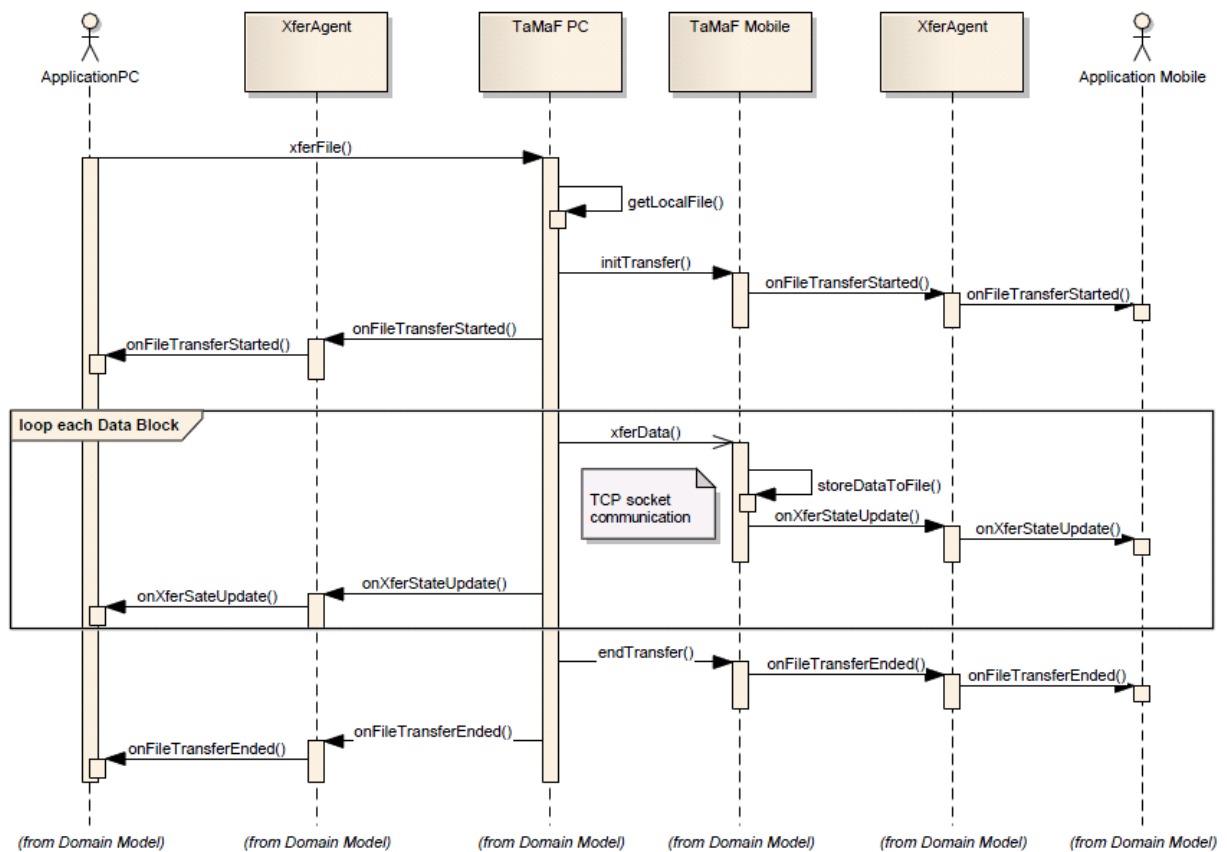 XferAgent
TaMaF PC
TaMaF Mobile
XferAgent
ApplicationPC
Application Mobile
xferFile()
getLocalFile()
initTransfer()
onFileTransferStarted()
onFileTransferStarted()
onFileTransferStarted()
onFileTransferStarted()
loop each Data Block
xferData()
storeDataToFile()
TCP socket
communication
onXferStateUpdate()
onXferStateUpdate()
onXferStateUpdate()
onXferSateUpdate()
endTransfer()
onFileTransferEnded()
onFileTransferEnded()
onFileTransferEnded()
onFileTransferEnded()
(from Domain Model)
(from Domain Model)
(from Domain Model)
(from Domain Model)
(from Domain Model)
(from Domain Model)